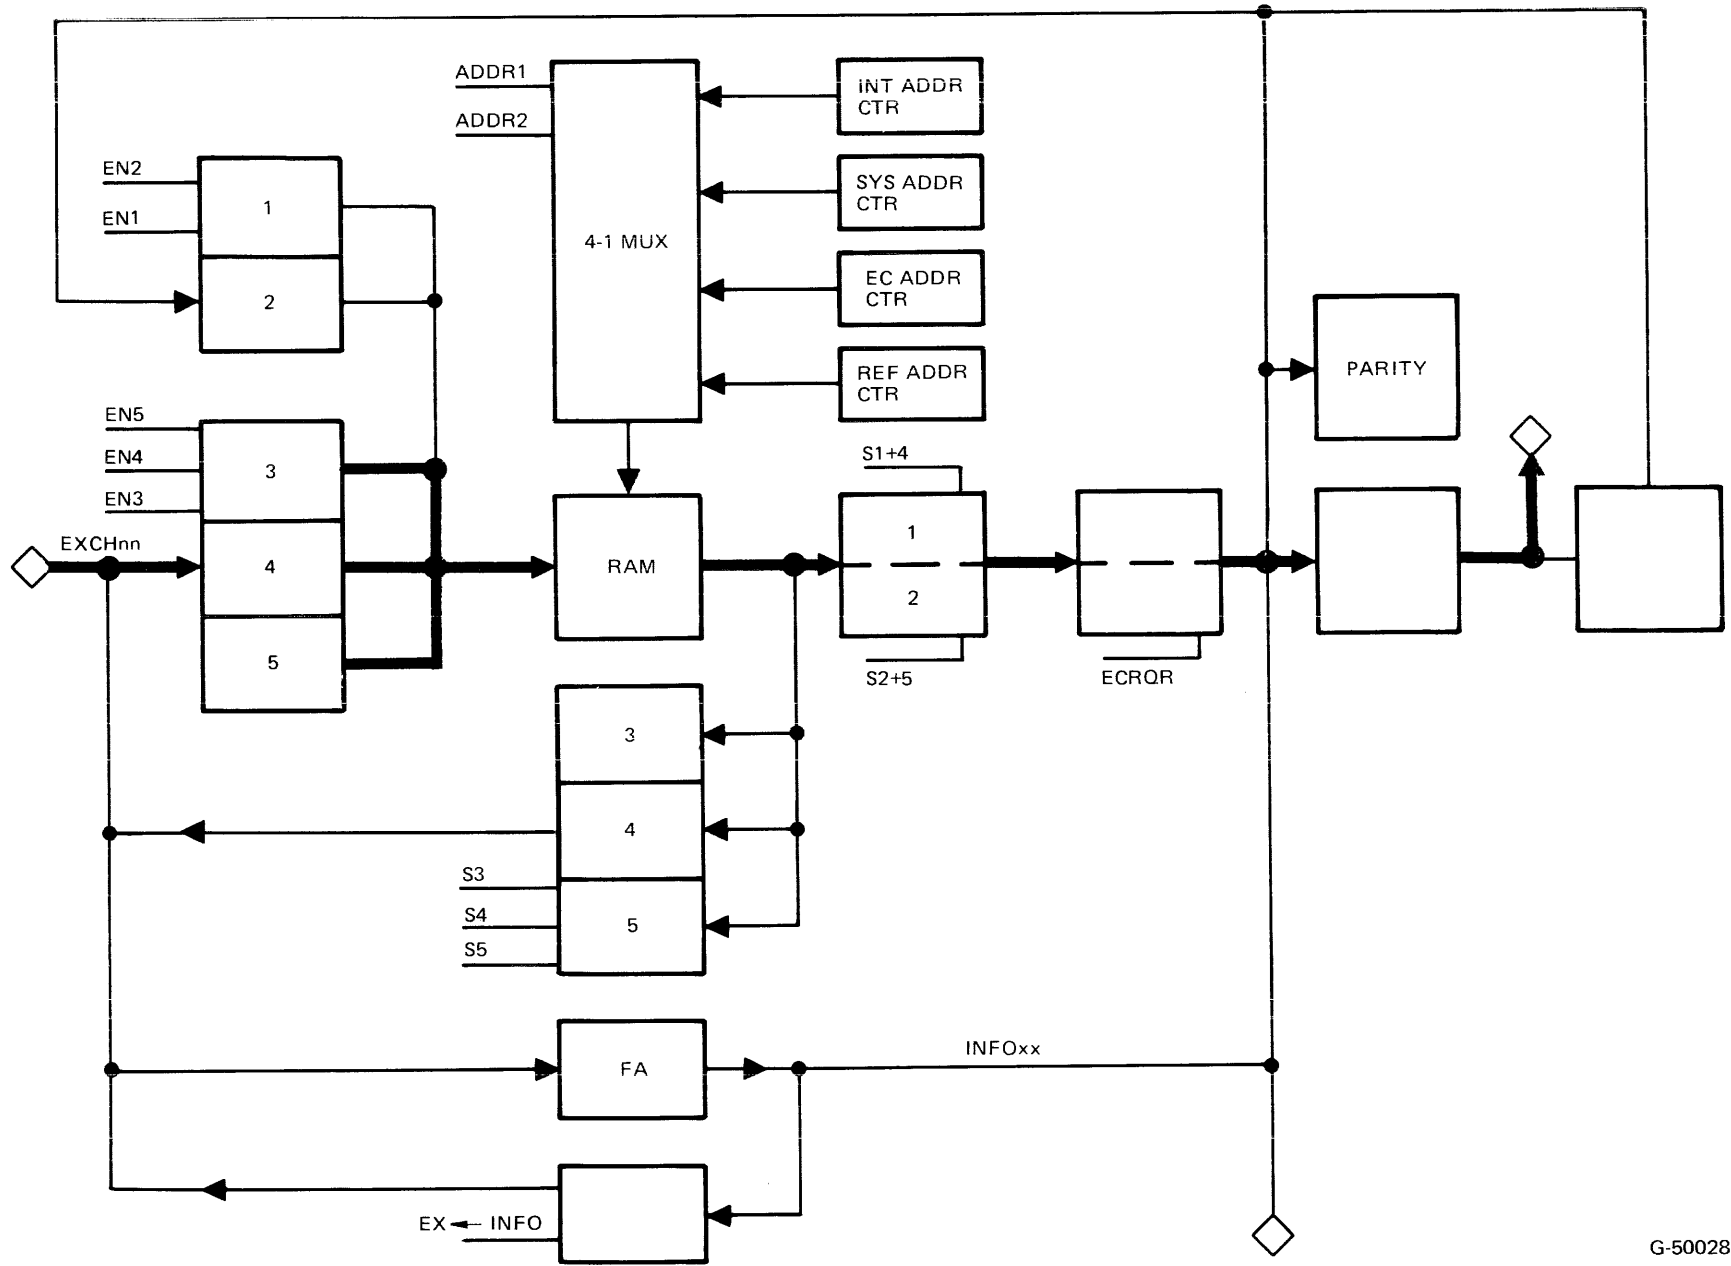 ADDR1
ADDR2
INT ADDR
CTR
SYS ADDR
CTR
EC ADDR
CTR
REF ADDR
CTR
4-1 MUX
EN2
EN1
1
2
PARITY
EN5
EN4
EN3
3
4
5
EXCHnn
RAM
S1+4
1
2
S2+5
ECRQR
3
4
5
S3
S4
S5
FA
INFOxx
EX ← INFO
G-50028